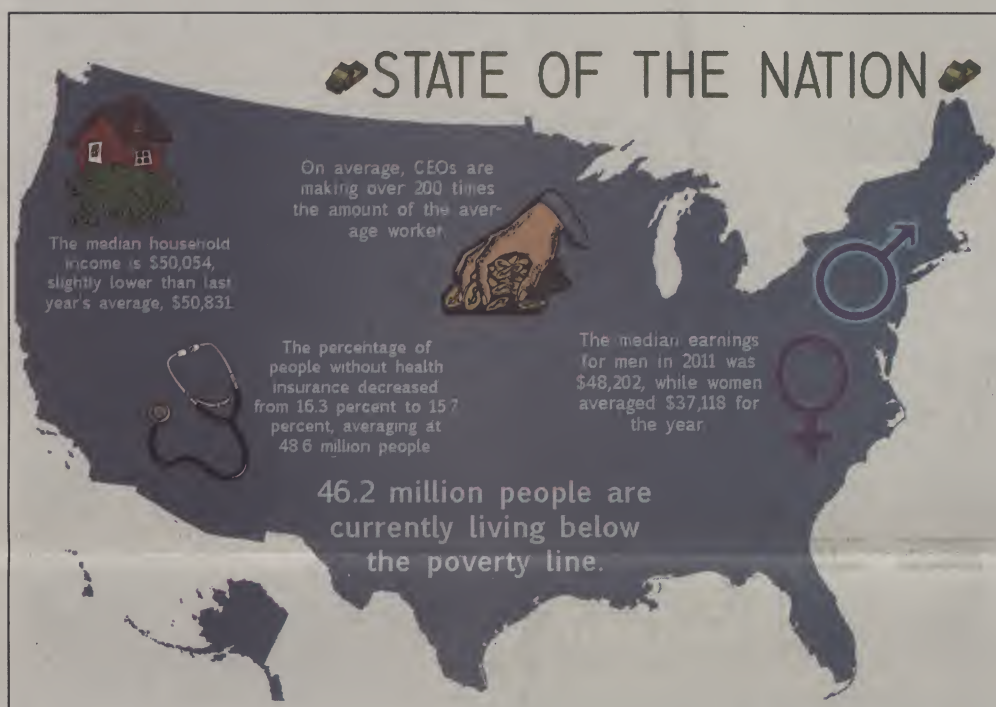 STATE OF THE NATION
On average, CEOs are
making over 200 times
the amount of the aver-
age worker
The median household
income is $50,054,
slightly lower than last
year's average, $50,831
The percentage of
people without health
insurance decreased
from 16.3 percent to 15.7
percent, averaging at
48.6 million people
The median earnings
for men in 2011 was
$48,202, while women
averaged $37,118 for
the year
46.2 million people are
currently living below
the poverty line.